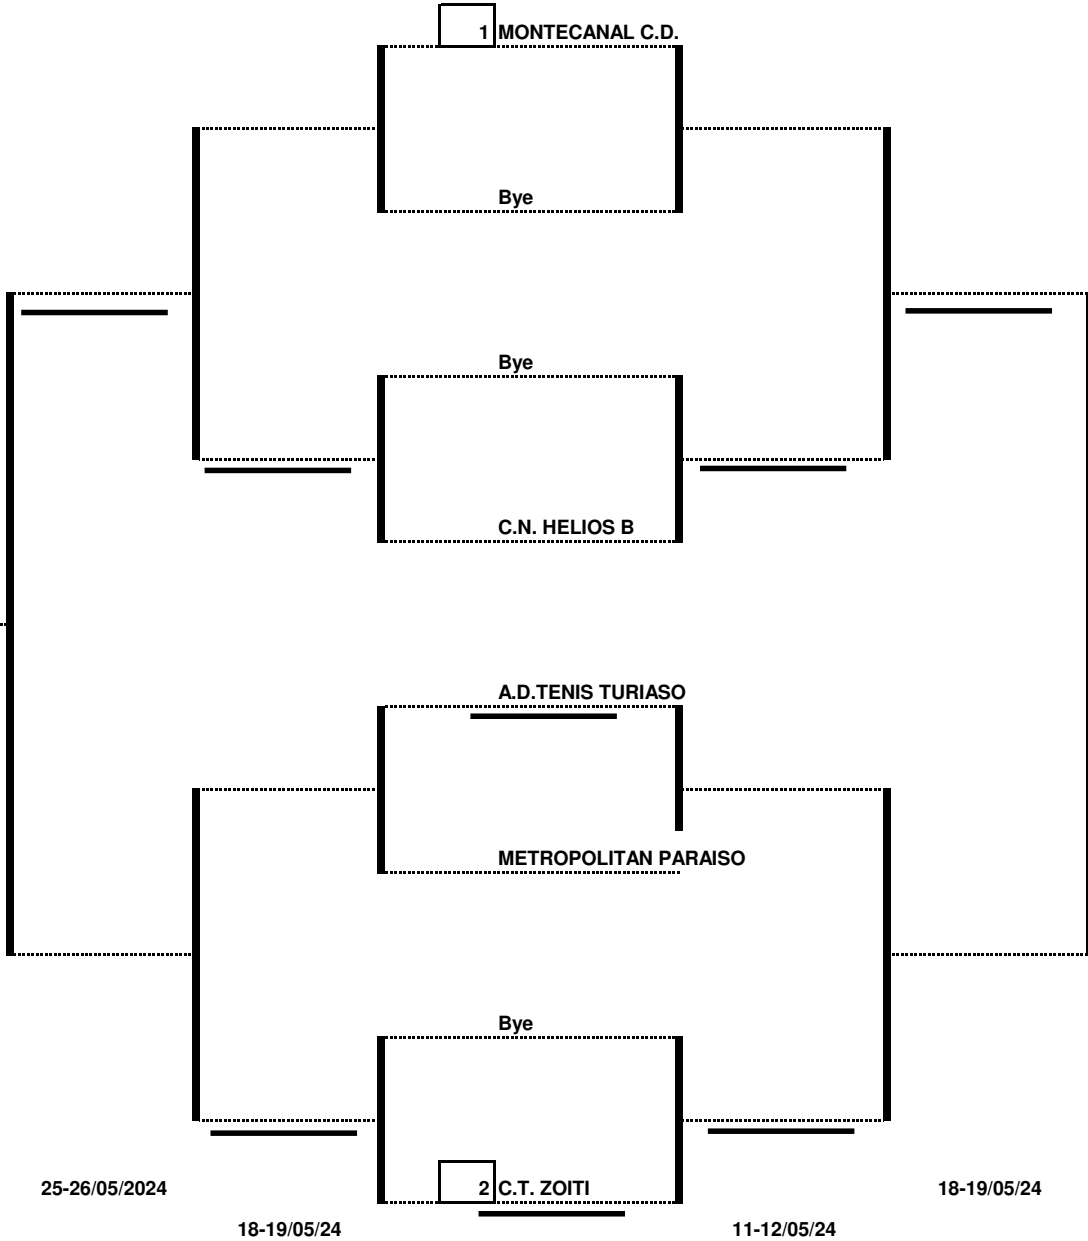 1 MONTECANAL C.D.
Bye
Bye
C.N. HELIOS B
A.D.TENIS TURIASO
METROPOLITAN PARAISO
Bye
2 C.T. ZOITI
25-26/05/2024
18-19/05/24
18-19/05/24
11-12/05/24